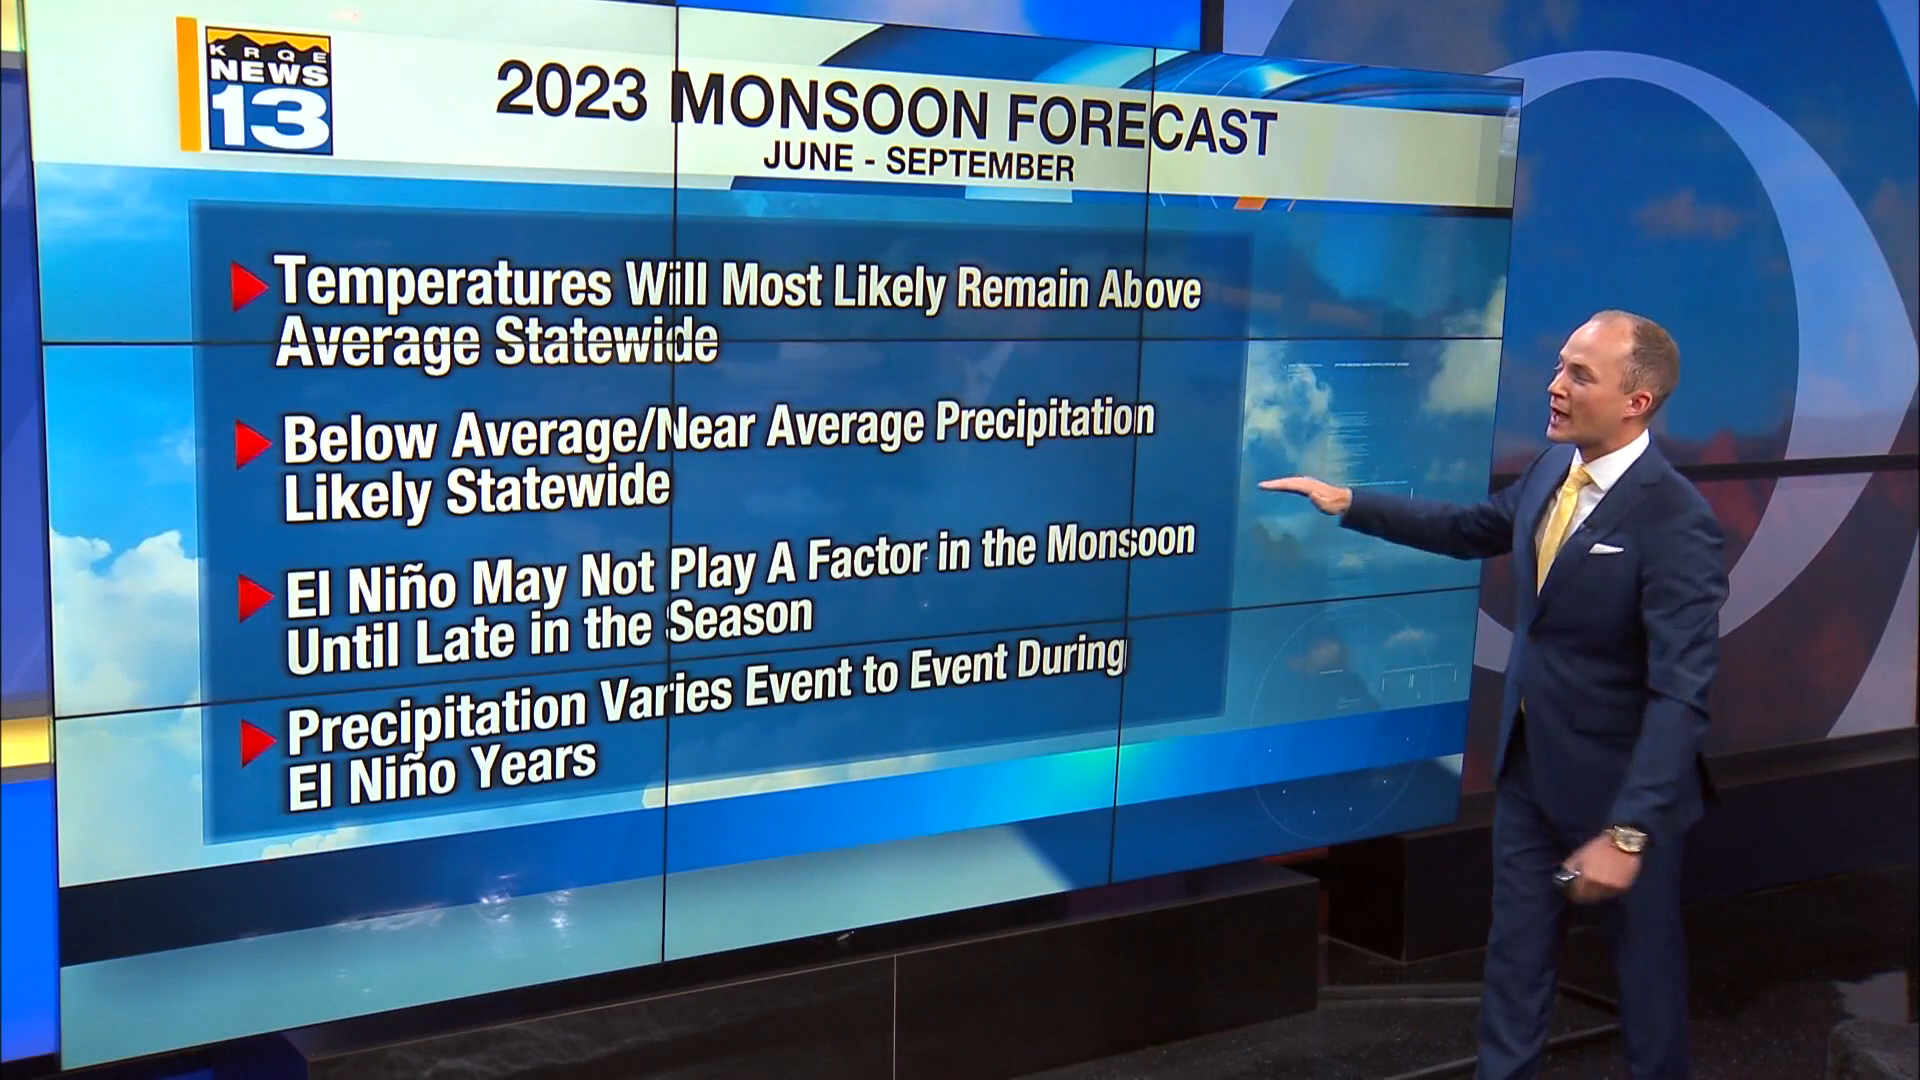 KRQE
NEWS
13
2023 MONSOON FORECAST
JUNE - SEPTEMBER
Temperatures Will Most Likely Remain Above
Average Statewide
Below Average/Near Average Precipitation
Likely Statewide
El Niño May Not Play A Factor in the Monsoon
Until Late in the Season
Precipitation Varies Event to Event During
El Niño Years